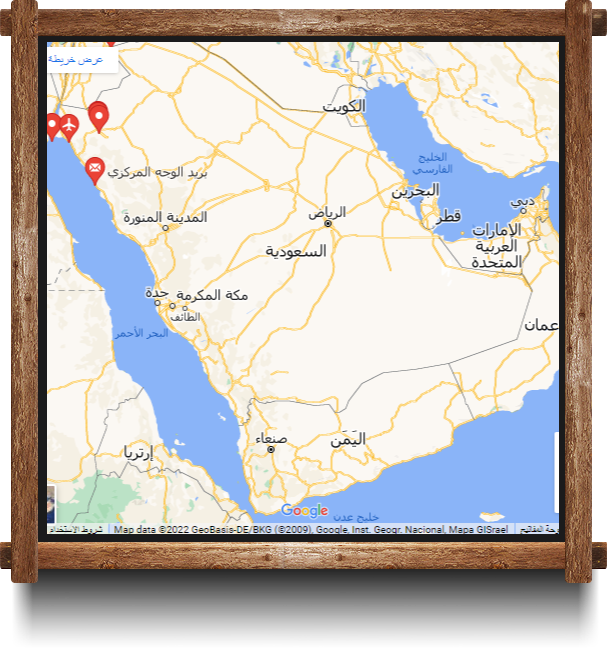 عرض خريطة
الكويت
الخليج
الفارسي
بريد الوجه المركزي
البحرين
قطر
دبي
المدينة المنورة
الرياض
الإمارات
العربية
المتحدة
السعودية
جدة
مكة المكرمة
الطائف
عمان
البحر الأحمر
صنعاء
اليَمَن
إرتريا
Google
خليج عدن
شروط الاستخدام
Map data ©2022 GeoBasis-DE/BKG (©2009), Google, Inst. Geogr. Nacional, Mapa GISrael
المفاتيح